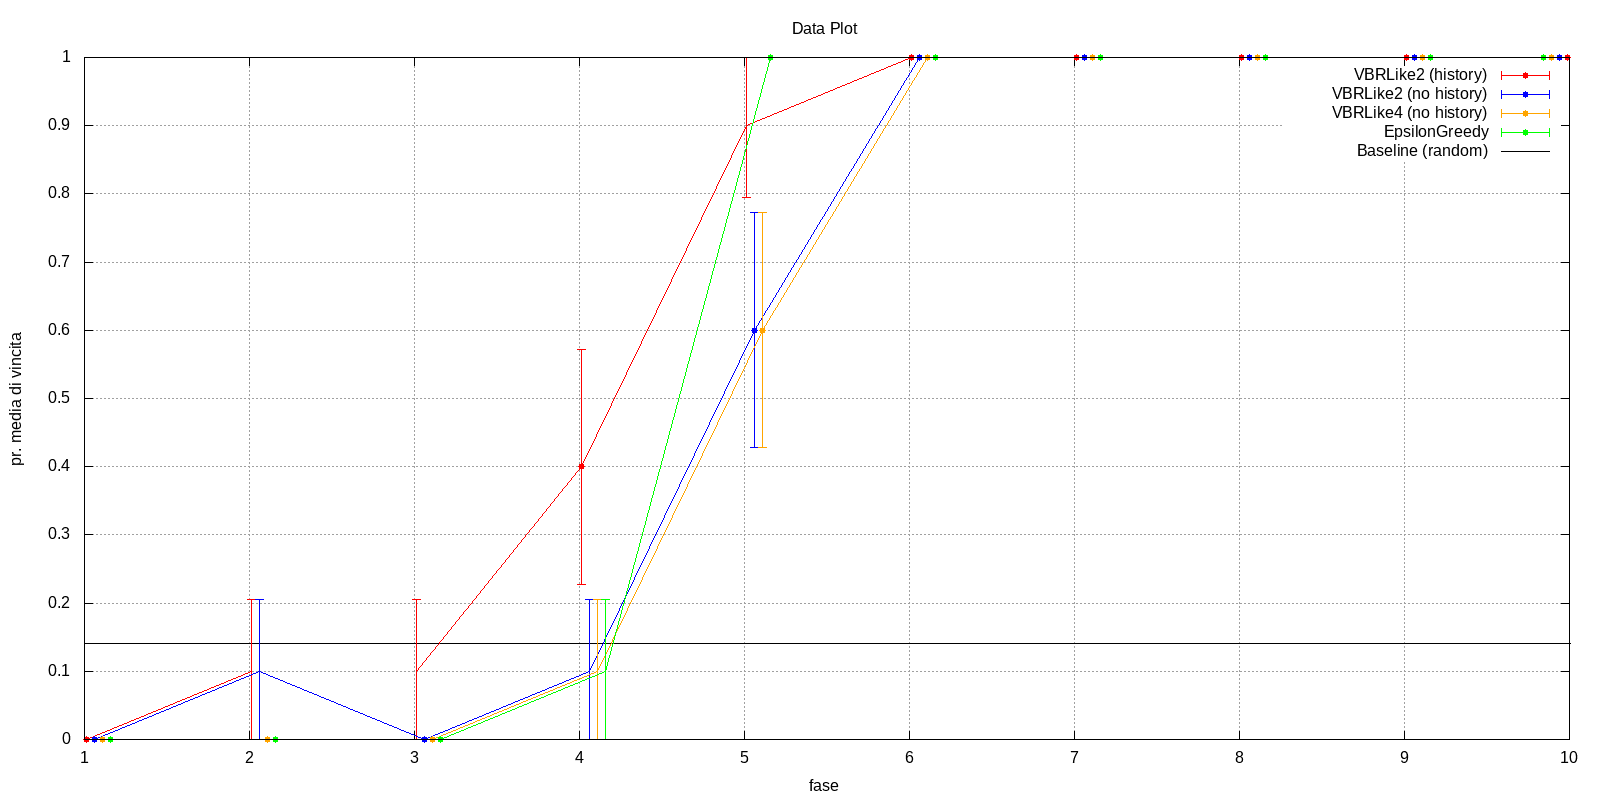 Data Plot
1
0.9
0.8
0.7
0.6
0.5
0.4
0.3
0.2
0.1
0
pr. media di vincita
VBRLike2 (history)
VBRLike2 (no history)
VBRLike4 (no history)
EpsilonGreedy
Baseline (random)
1 2 3 4 5 6 7 8 9 10
fase